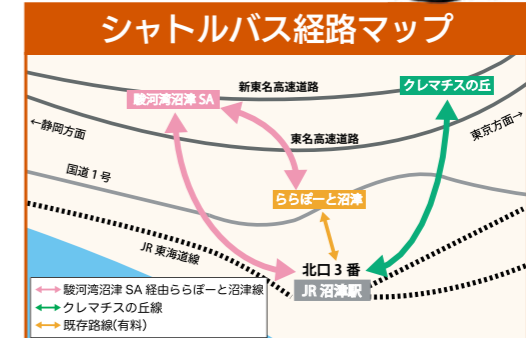 シャトルバス経路マップ
新東名高速道路
クレマチスの丘
駿河湾沼津 SA
←静岡方面
東名高速道路
東京方面→
国道1号
ららぽーと沼津
JR 東海道線
北口 3 番
JR 沼津駅
駿河湾沼津 SA 経由ららぽーと沼津線
クレマチスの丘線
既存路線(有料)